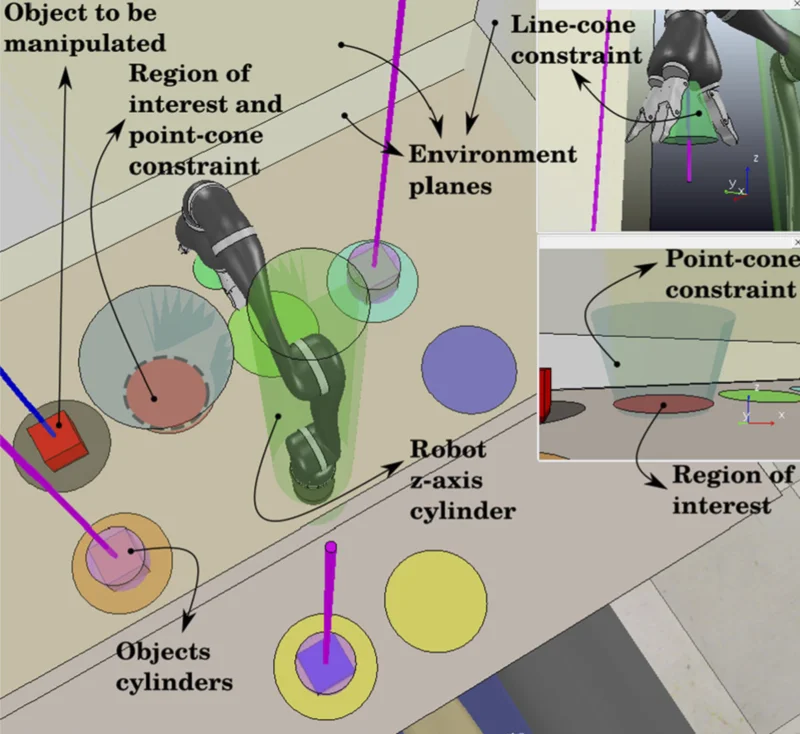 Object to be
manipulated
Region of
interest and
point-cone
constraint
Environment
planes
Robot
z-axis
cylinder
Objects
cylinders
Line-cone
constraint
x
z
y
x
Point-cone
constraint
x
z
y
x
Region of
interest